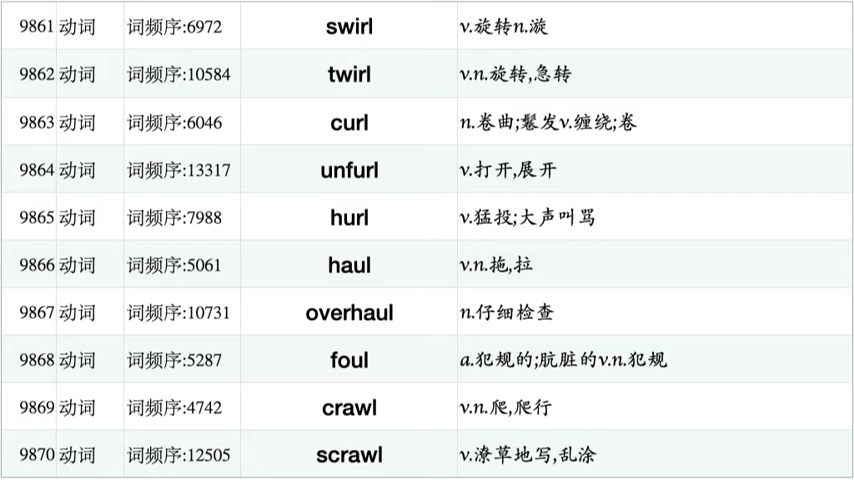 9861 动词 词频序:6972 swirl v.旋转n.漩
9862 动词 词频序:10584 twirl v.n.旋转,急转
9863 动词 词频序:6046 curl n.卷曲;鬈发v.缠绕;卷
9864 动词 词频序:13317 unfurl v.打开,展开
9865 动词 词频序:7988 hurl v.猛投;大声叫骂
9866 动词 词频序:5061 haul v.n.拖,拉
9867 动词 词频序:10731 overhaul n.仔细检查
9868 动词 词频序:5287 foul a.犯规的;肮脏的v.n.犯规
9869 动词 词频序:4742 crawl v.n.爬,爬行
9870 动词 词频序:12505 scrawl v.潦草地写,乱涂